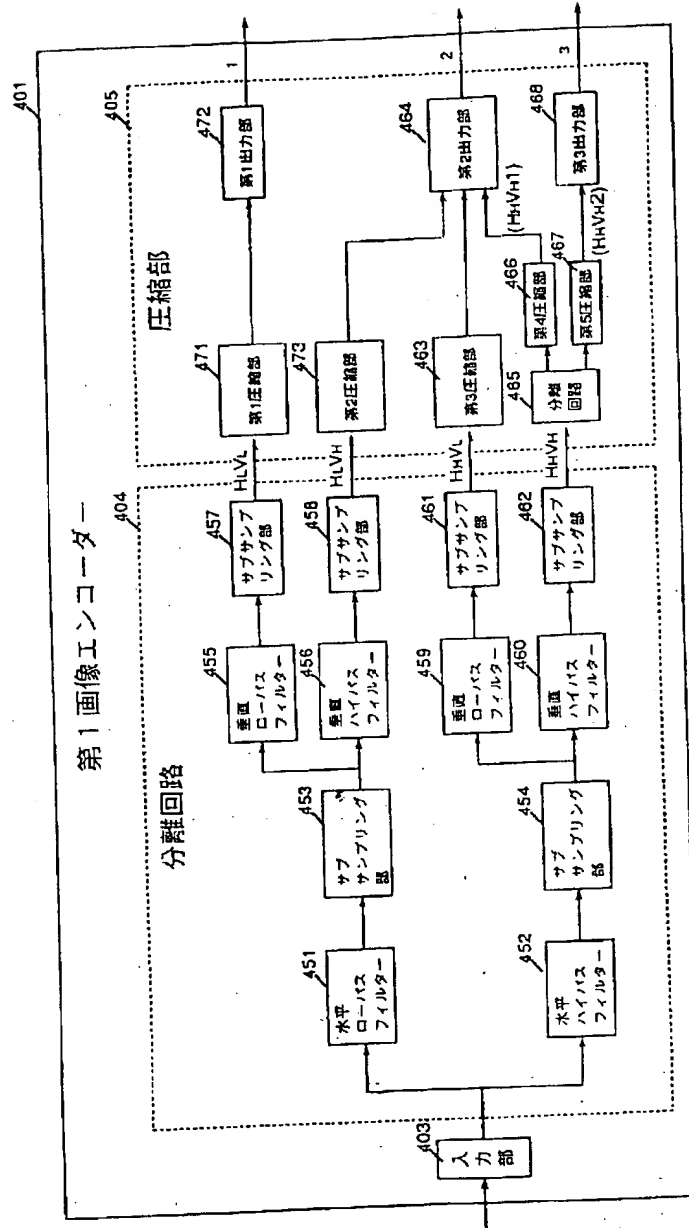 401
第1画像エンコーダー
404
分離回路
405
圧縮部
403
入力部
451
水平
ローパス
フィルター
452
水平
ハイパス
フィルター
453
サブ
サンプリング
部
454
サブ
サンプリング
部
455
垂直
ローパス
フィルター
456
垂直
ハイパス
フィルター
459
垂直
ローパス
フィルター
460
垂直
ハイパス
フィルター
457
サブサンプ
リング部
458
サブサンプ
リング部
461
サブサンプ
リング部
462
サブサンプ
リング部
HLVL
HLVH
HHVL
HHVH
471
第1圧縮部
473
第2圧縮部
463
第3圧縮部
465
分離
回路
466
第4圧縮部
467
第5圧縮部
(HHVH1)
(HHVH2)
472
第1出力部
464
第2出力部
468
第3出力部
1
2
3